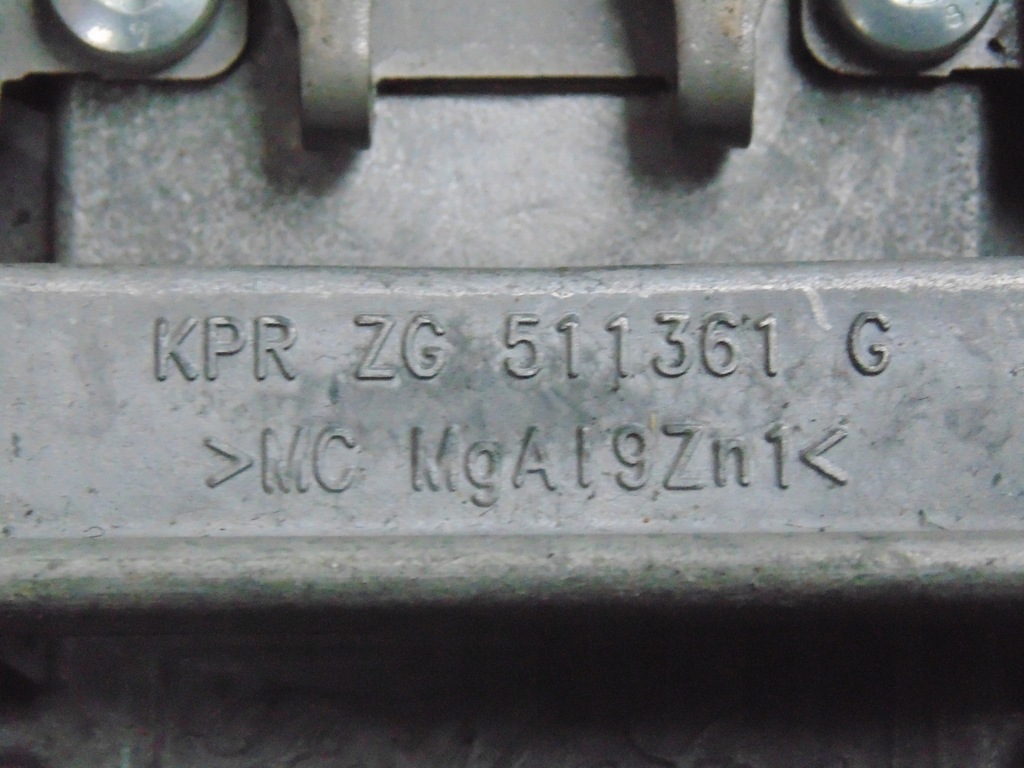 KPR ZG 511361 G
>MC MgAl9Zn1<